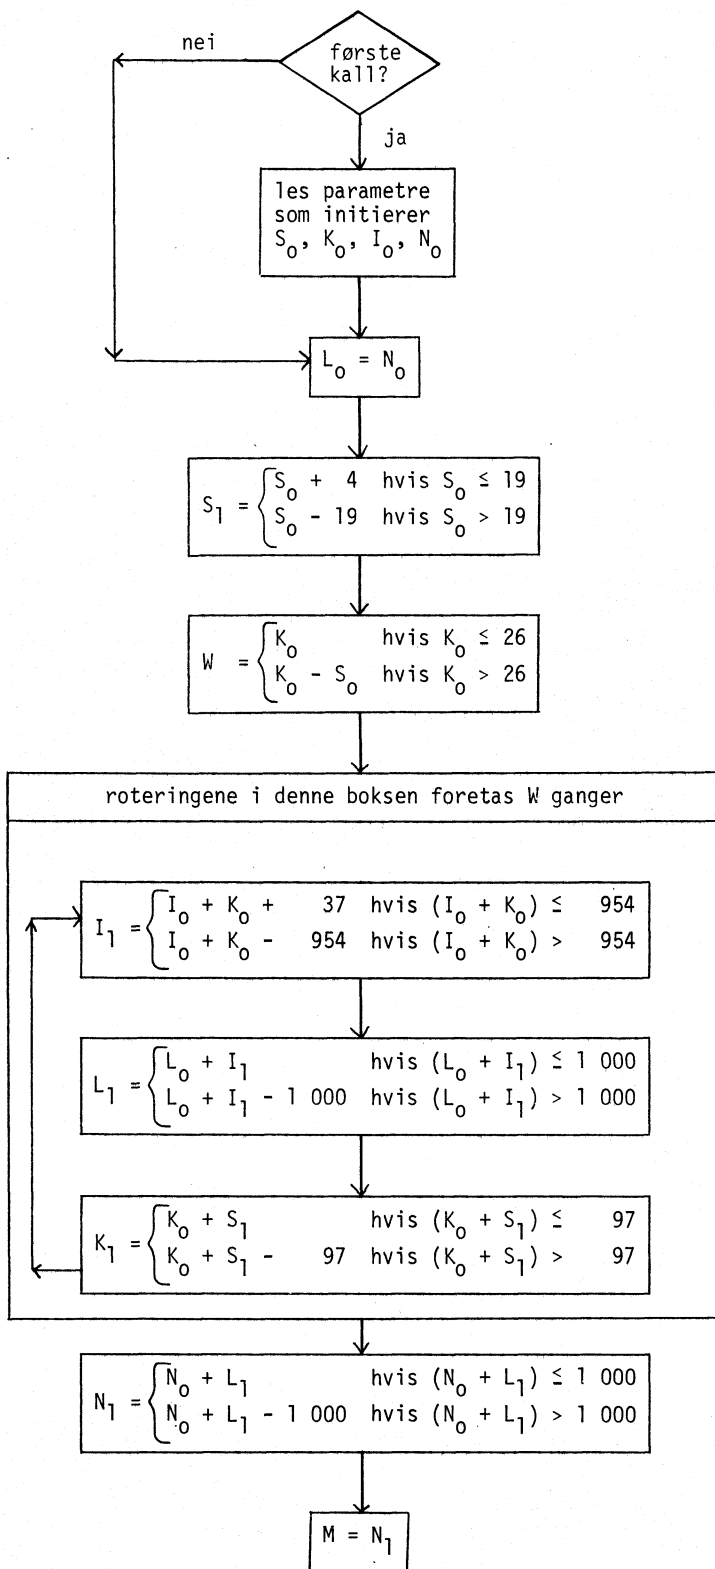 nei
første
kall?
ja
les parametre
som initierer
S₀, K₀, I₀, N₀
L₀ = N₀
S₁ = { S₀ + 4 hvis S₀ ≤ 19
S₀ - 19 hvis S₀ > 19
W = { K₀ hvis K₀ ≤ 26
K₀ - S₀ hvis K₀ > 26
roteringene i denne boksen foretas W ganger
I₁ = { I₀ + K₀ + 37 hvis (I₀ + K₀) ≤ 954
I₀ + K₀ - 954 hvis (I₀ + K₀) > 954
L₁ = { L₀ + I₁ hvis (L₀ + I₁) ≤ 1 000
L₀ + I₁ - 1 000 hvis (L₀ + I₁) > 1 000
K₁ = { K₀ + S₁ hvis (K₀ + S₁) ≤ 97
K₀ + S₁ - 97 hvis (K₀ + S₁) > 97
N₁ = { N₀ + L₁ hvis (N₀ + L₁) ≤ 1 000
N₀ + L₁ - 1 000 hvis (N₀ + L₁) > 1 000
M = N₁